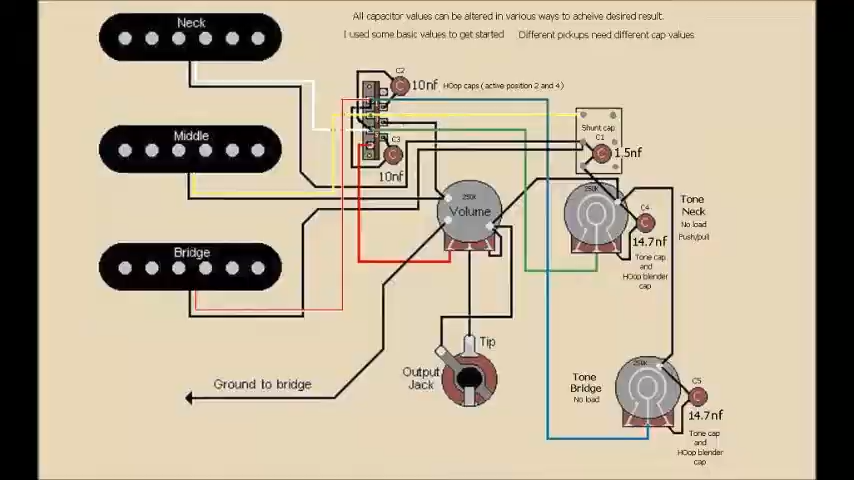 Neck
All capacitor values can be altered in various ways to acheive desired result.
I used some basic values to get started    Different pickups need different cap values
C2
10nf
HOop caps ( active position 2 and 4 )
Middle
Shunt cap
C1
1.5nf
C3
10nf
250K
Volume
250K
Tone
Neck
No load
Push/pull
C4
14.7nf
Tone cap
and
HOop blender
cap
Bridge
Tip
Output
Jack
Ground to bridge
Tone
Bridge
No load
250K
C5
14.7nf
Tone cap
and
HOop blender
cap